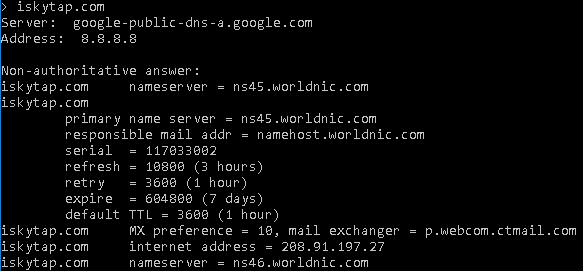 > iskytap.com
Server:  google-public-dns-a.google.com
Address:  8.8.8.8

Non-authoritative answer:
iskytap.com     nameserver = ns45.worldnic.com
iskytap.com
        primary name server = ns45.worldnic.com
        responsible mail addr = namehost.worldnic.com
        serial  = 117033002
        refresh = 10800 (3 hours)
        retry   = 3600 (1 hour)
        expire  = 604800 (7 days)
        default TTL = 3600 (1 hour)
iskytap.com     MX preference = 10, mail exchanger = p.webcom.ctmail.com
iskytap.com     internet address = 208.91.197.27
iskytap.com     nameserver = ns46.worldnic.com